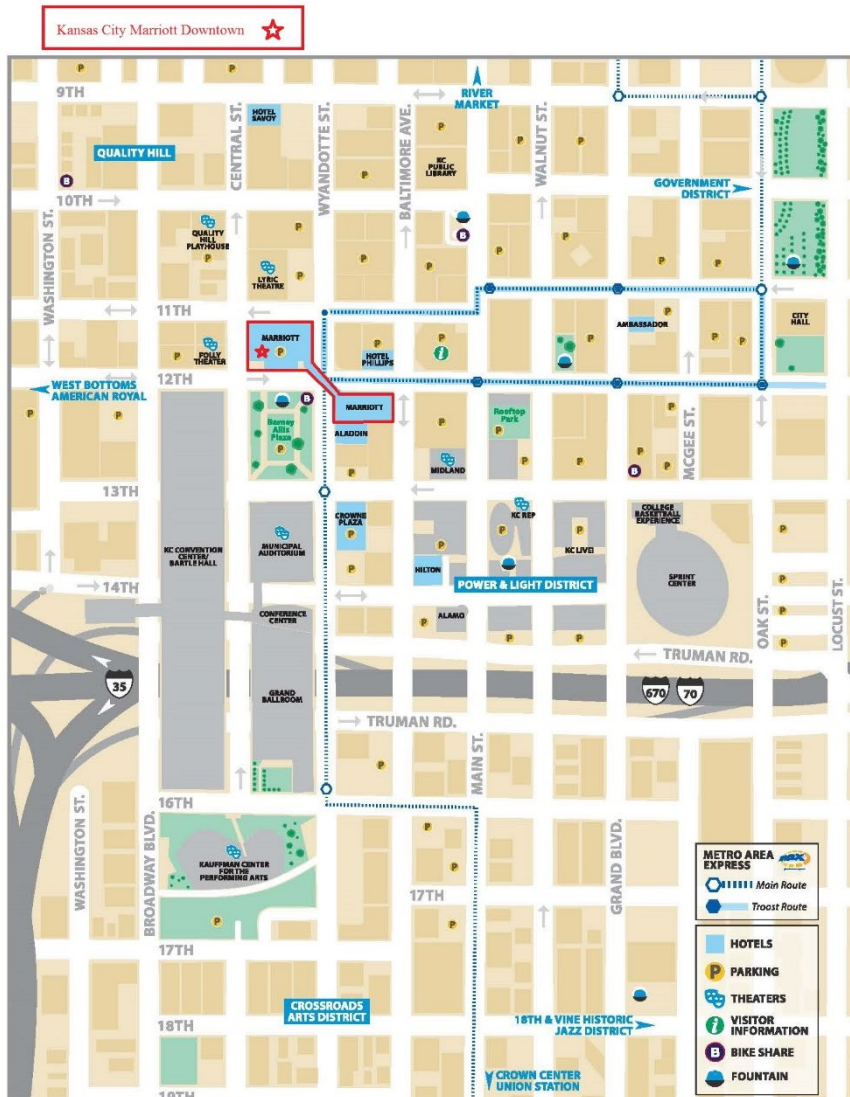 Kansas City Marriott Downtown
9TH
RIVER
MARKET
HOTEL
SAVOY
CENTRAL ST.
WYANDOTTE ST.
BALTIMORE AVE.
WALNUT ST.
KC
PUBLIC
LIBRARY
QUALITY HILL
GOVERNMENT
DISTRICT
10TH
WASHINGTON ST.
QUALITY
HILL
PLAYHOUSE
LYRIC
THEATRE
11TH
MARRIOTT
FOLLY
THEATER
HOTEL
PHILLIPS
AMBASSADOR
CITY
HALL
12TH
WEST BOTTOMS
AMERICAN ROYAL
MARRIOTT
ALADDIN
Barney
Allis
Plaza
Rooftop
Park
MIDLAND
MCGEE ST.
13TH
CROWNE
PLAZA
KC REP
COLLEGE
BASKETBALL
EXPERIENCE
KC CONVENTION
CENTER/
BARTLE HALL
MUNICIPAL
AUDITORIUM
KC LIVE!
HILTON
POWER & LIGHT DISTRICT
SPRINT
CENTER
14TH
CONFERENCE
CENTER
ALAMO
OAK ST.
LOCUST ST.
TRUMAN RD.
35
GRAND
BALLROOM
670
70
TRUMAN RD.
MAIN ST.
16TH
WASHINGTON ST.
BROADWAY BLVD.
KAUFFMAN CENTER
FOR THE
PERFORMING ARTS
GRAND BLVD.
17TH
17TH
METRO AREA
EXPRESS
MAX
Main Route
Troost Route
HOTELS
P PARKING
THEATERS
i VISITOR
INFORMATION
B BIKE SHARE
FOUNTAIN
CROSSROADS
ARTS DISTRICT
18TH
18TH & VINE HISTORIC
JAZZ DISTRICT
CROWN CENTER
UNION STATION
19TH